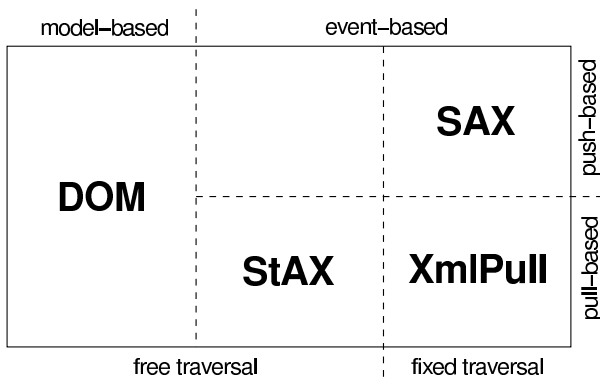 model–based
event–based
SAX
push–based
DOM
StAX
XmlPull
pull–based
free traversal
fixed traversal